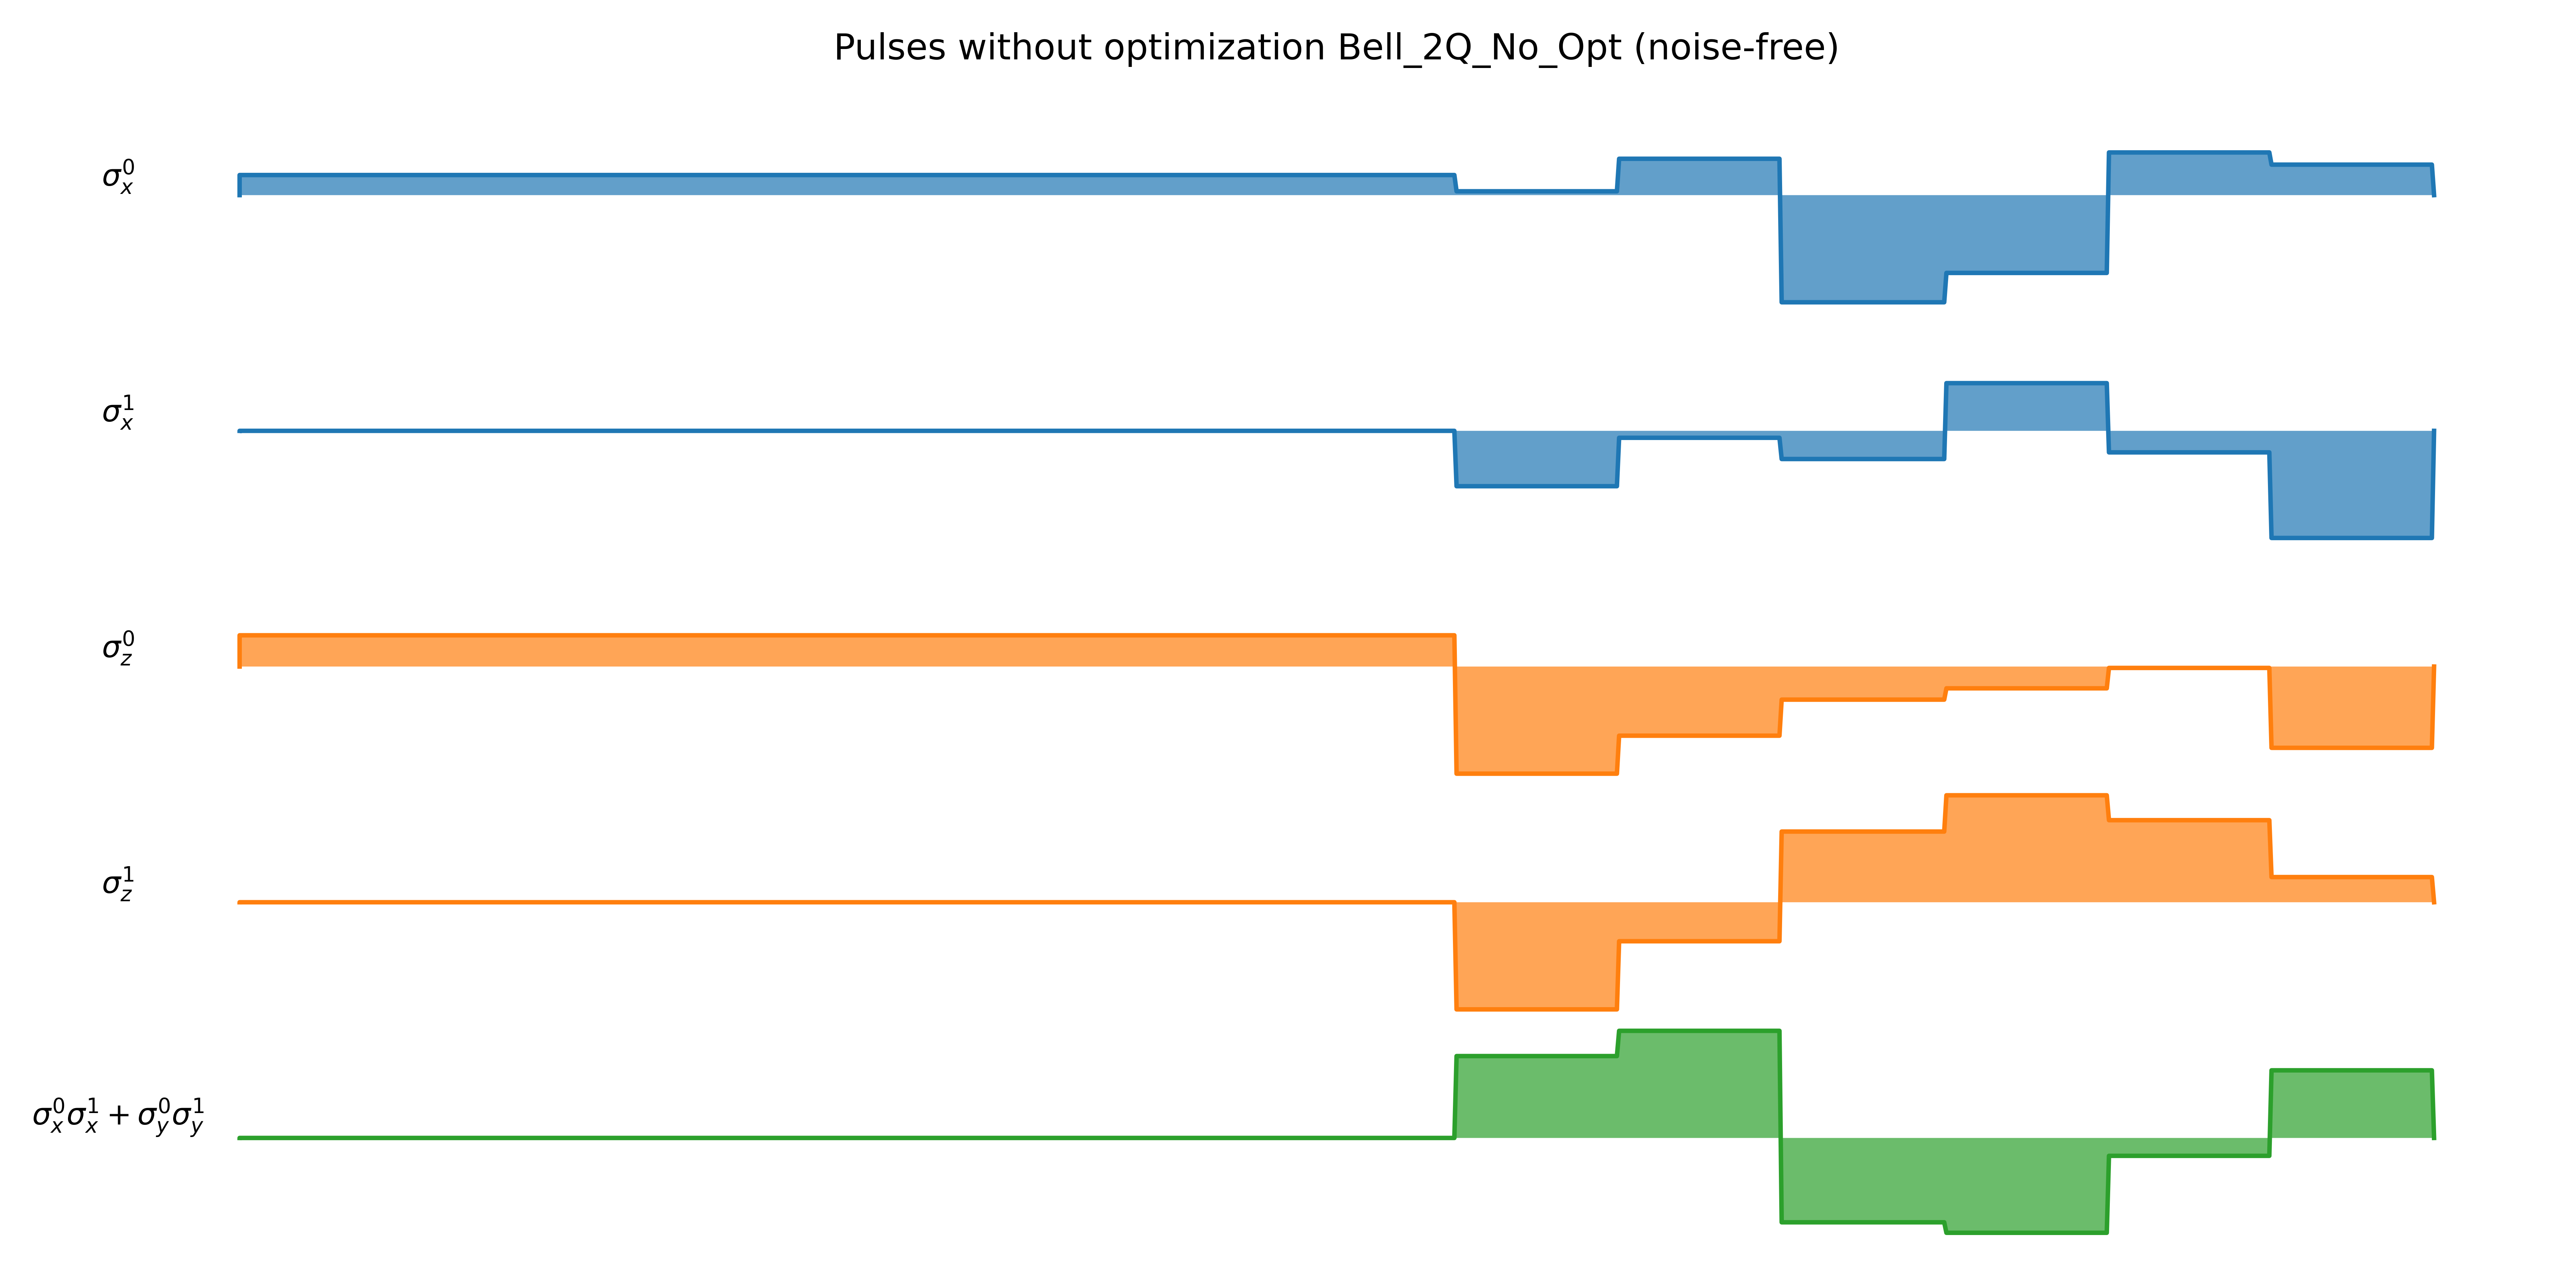 Pulses without optimization Bell_2Q_No_Opt (noise-free)
σ_x^0
σ_x^1
σ_z^0
σ_z^1
σ_x^0σ_x^1 + σ_y^0σ_y^1